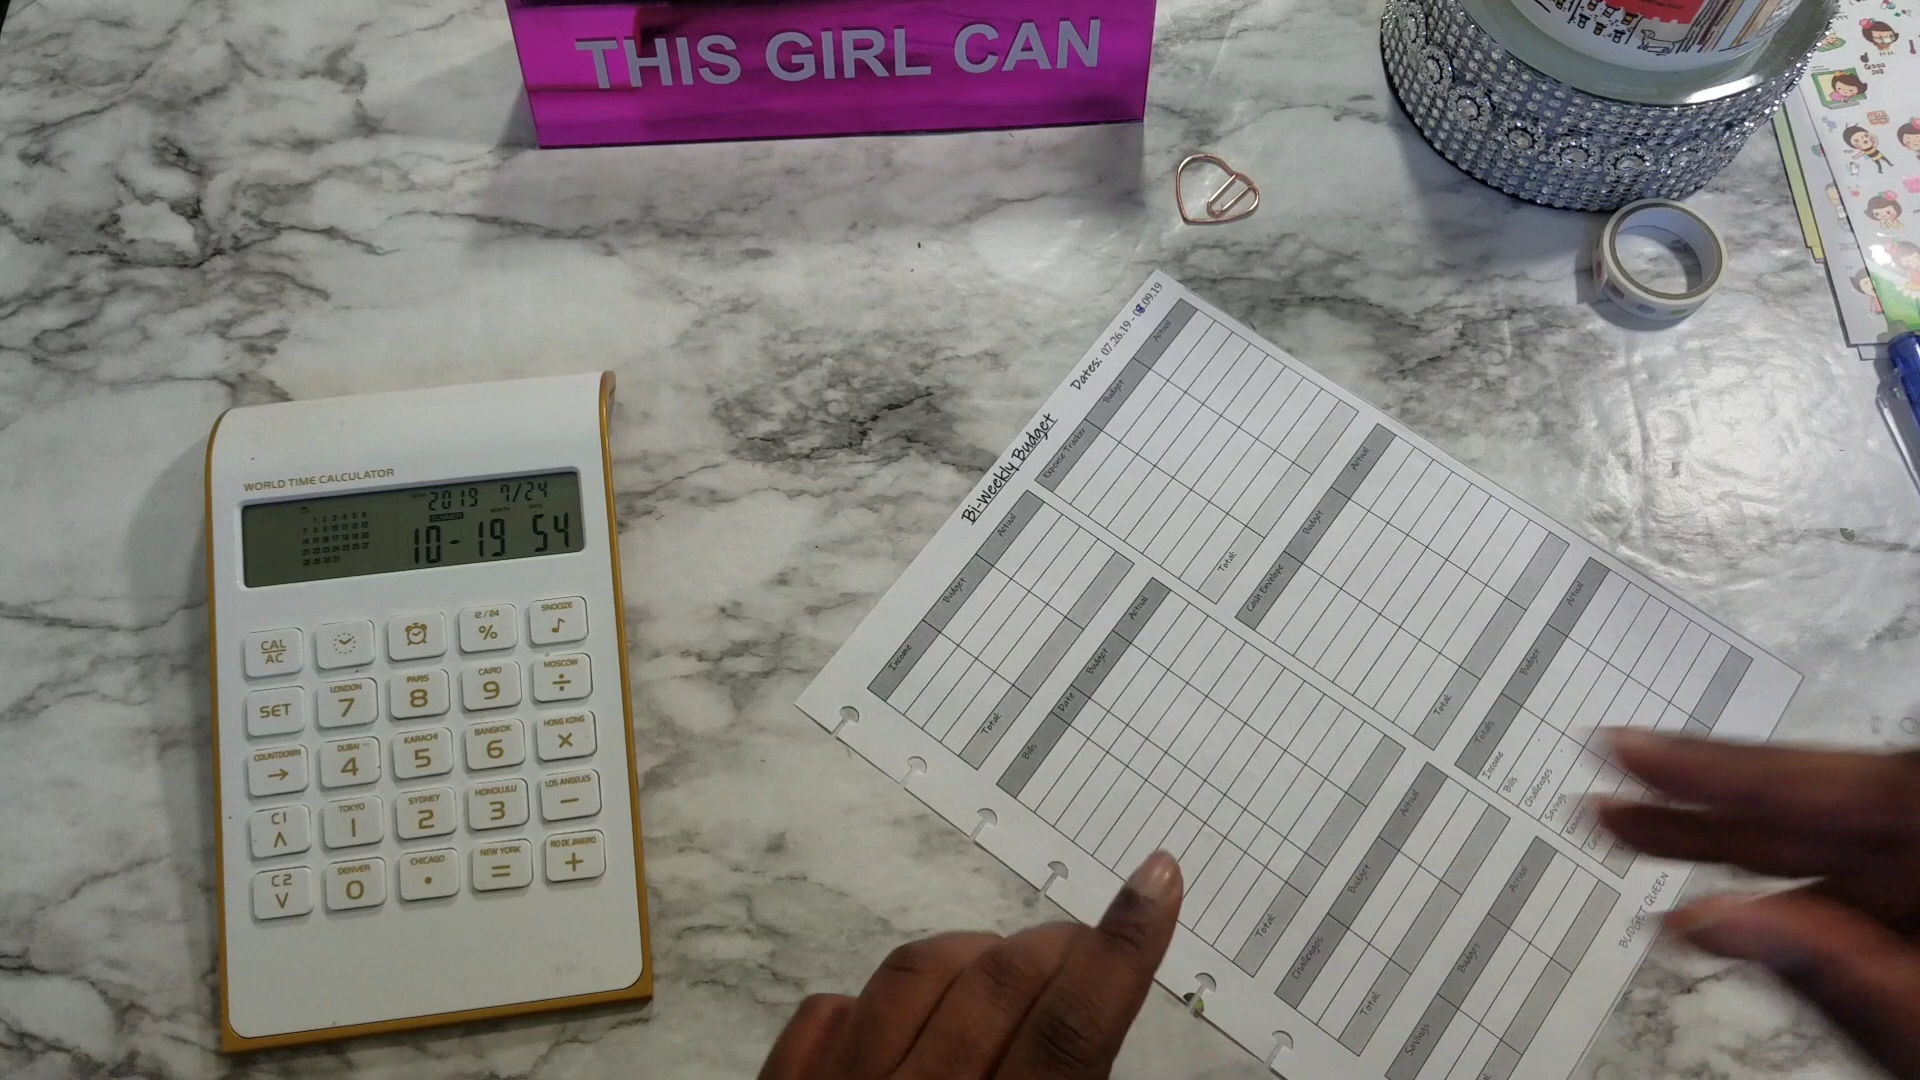 THIS GIRL CAN
GOOD JOB
WORLD TIME CALCULATOR
2019 7/24
10-19 54
CAL/AC
12/24 %
SNOOZE
SET
LONDON 7
PARIS 8
CAIRO 9
MOSCOW ÷
COUNTDOWN →
DUBAI 4
KARACHI 5
BANGKOK 6
HONG KONG ×
C1 Λ
TOKYO 1
SYDNEY 2
HONOLULU 3
LOS ANGELES −
C2 V
DENVER 0
CHICAGO .
NEW YORK =
RIO DE JANEIRO +
Bi-Weekly Budget
Dates: 07.26.19 - 08.09.19
Income Budget Actual
Total
Expense Tracker Budget Actual
Total
Bills Date Budget Actual
Total
Cash Envelope Budget Actual
Total
Challenges Budget Actual
Total
Totals Budget Actual
Income
Bills
Challenges
Savings
Savings Budget Actual
BUDGET QUEEN